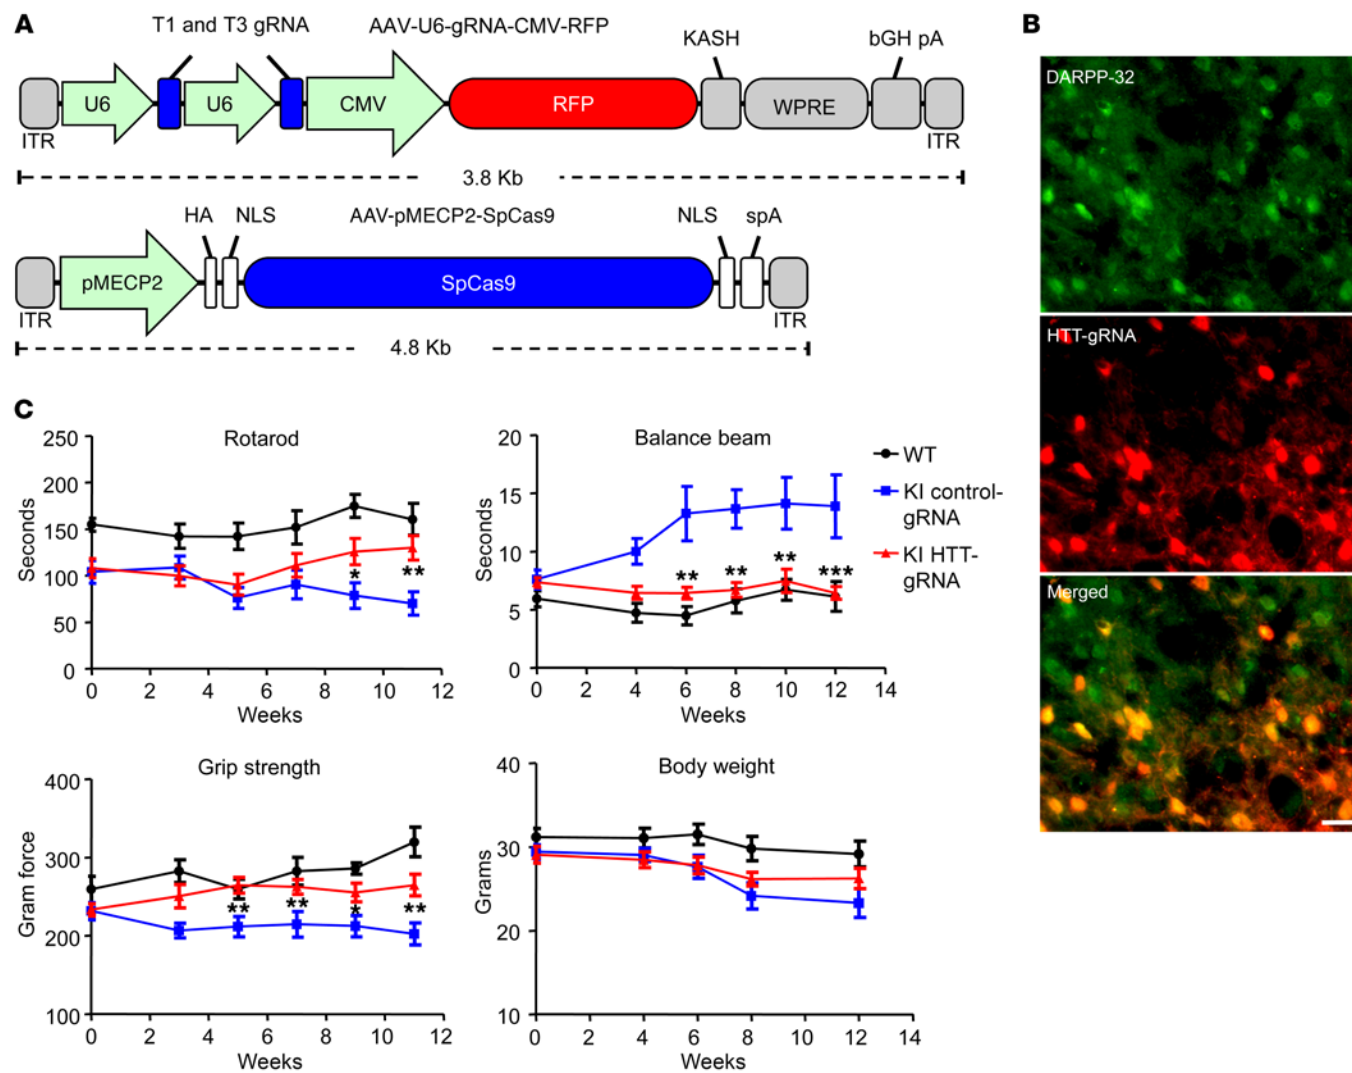 A
T1 and T3 gRNA
AAV-U6-gRNA-CMV-RFP
KASH
bGH pA
U6
U6
CMV
RFP
WPRE
ITR
ITR
3.8 Kb
HA
NLS
AAV-pMECP2-SpCas9
NLS
spA
pMECP2
SpCas9
ITR
ITR
4.8 Kb
B
DARPP-32
HTT-gRNA
Merged
C
Rotarod
250
200
150
100
50
0
Seconds
* **
0 2 4 6 8 10 12
Weeks
Balance beam
20
15
10
5
0
Seconds
** ** ** ***
0 2 4 6 8 10 12 14
Weeks
WT
KI control-
gRNA
KI HTT-
gRNA
Grip strength
400
300
200
100
Gram force
** ** * **
0 2 4 6 8 10 12
Weeks
Body weight
40
30
20
10
Grams
0 2 4 6 8 10 12 14
Weeks